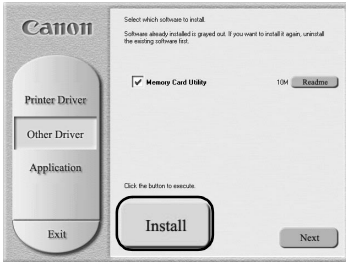 Canon
Select which software to install.
Software already installed is grayed out. If you want to install it again, uninstall
the existing software first.
Memory Card Utility
10M
Readme
Printer Driver
Other Driver
Application
Exit
Click the button to execute.
Install
Next